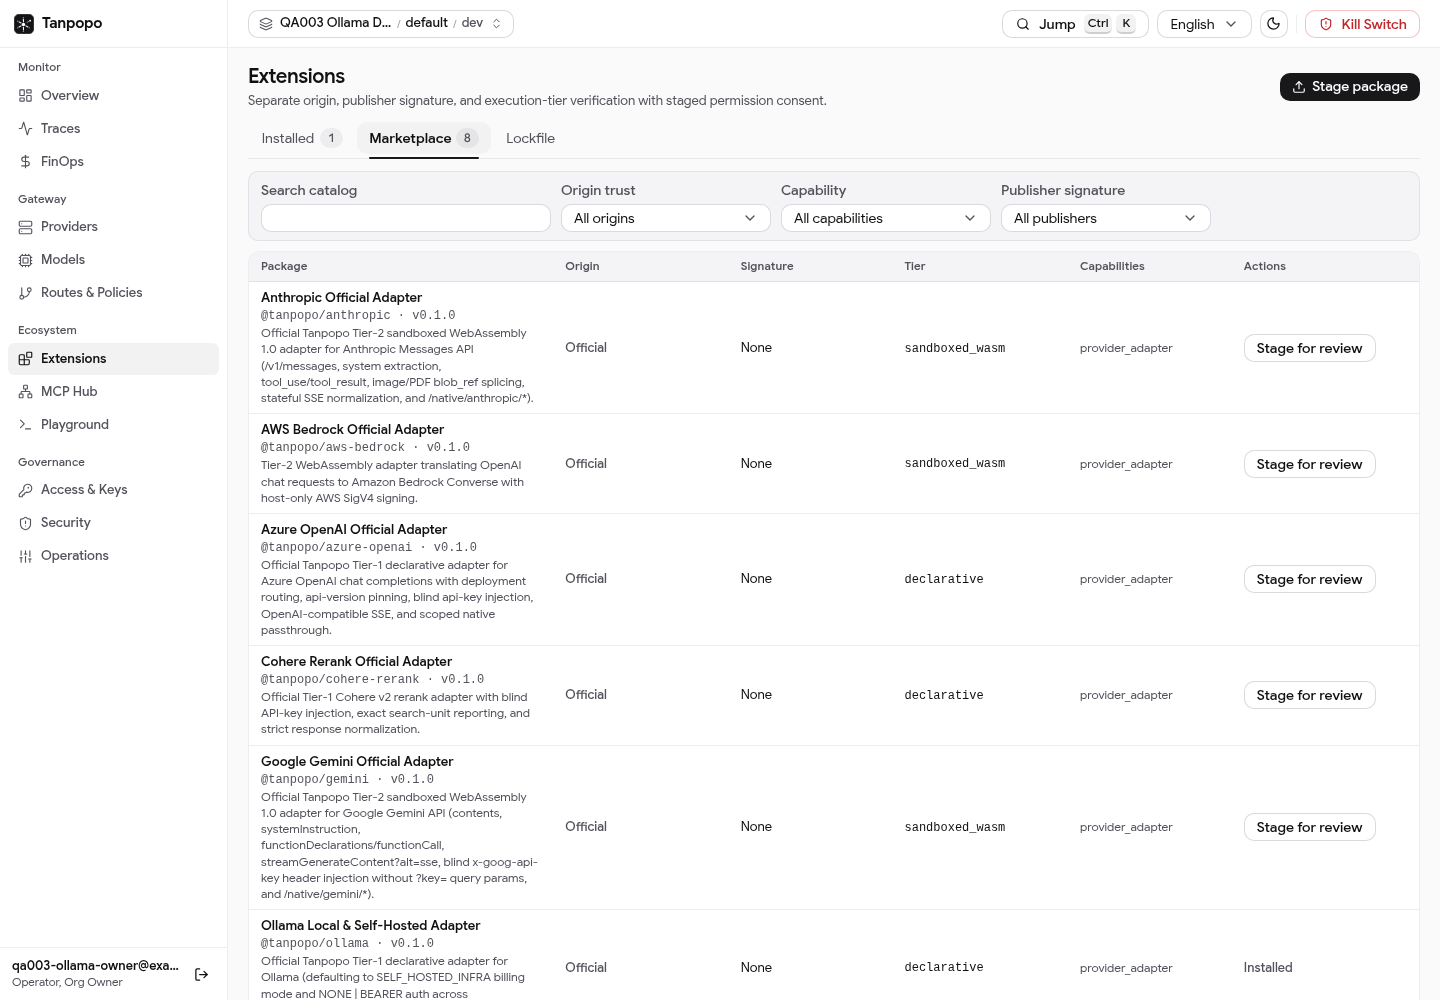 Tanpopo
QA003 Ollama D... / default / dev
Jump Ctrl K
English
Kill Switch
Monitor
Overview
Traces
FinOps
Gateway
Providers
Models
Routes & Policies
Ecosystem
Extensions
MCP Hub
Playground
Governance
Access & Keys
Security
Operations
qa003-ollama-owner@exa...
Operator, Org Owner
Extensions
Separate origin, publisher signature, and execution-tier verification with staged permission consent.
Stage package
Installed 1
Marketplace 8
Lockfile
Search catalog
Origin trust
Capability
Publisher signature
All origins
All capabilities
All publishers
Package Origin Signature Tier Capabilities Actions
Anthropic Official Adapter
@tanpopo/anthropic · v0.1.0
Official Tanpopo Tier-2 sandboxed WebAssembly
1.0 adapter for Anthropic Messages API
(/v1/messages, system extraction,
tool_use/tool_result, image/PDF blob_ref splicing,
stateful SSE normalization, and /native/anthropic/*).
Official None sandboxed_wasm provider_adapter Stage for review
AWS Bedrock Official Adapter
@tanpopo/aws-bedrock · v0.1.0
Tier-2 WebAssembly adapter translating OpenAI
chat requests to Amazon Bedrock Converse with
host-only AWS SigV4 signing.
Official None sandboxed_wasm provider_adapter Stage for review
Azure OpenAI Official Adapter
@tanpopo/azure-openai · v0.1.0
Official Tanpopo Tier-1 declarative adapter for
Azure OpenAI chat completions with deployment
routing, api-version pinning, blind api-key injection,
OpenAI-compatible SSE, and scoped native
passthrough.
Official None declarative provider_adapter Stage for review
Cohere Rerank Official Adapter
@tanpopo/cohere-rerank · v0.1.0
Official Tier-1 Cohere v2 rerank adapter with blind
API-key injection, exact search-unit reporting, and
strict response normalization.
Official None declarative provider_adapter Stage for review
Google Gemini Official Adapter
@tanpopo/gemini · v0.1.0
Official Tanpopo Tier-2 sandboxed WebAssembly
1.0 adapter for Google Gemini API (contents,
systemInstruction,
functionDeclarations/functionCall,
streamGenerateContent?alt=sse, blind x-goog-api-
key header injection without ?key= query params,
and /native/gemini/*).
Official None sandboxed_wasm provider_adapter Stage for review
Ollama Local & Self-Hosted Adapter
@tanpopo/ollama · v0.1.0
Official Tanpopo Tier-1 declarative adapter for
Ollama (defaulting to SELF_HOSTED_INFRA billing
mode and NONE | BEARER auth across
Official None declarative provider_adapter Installed